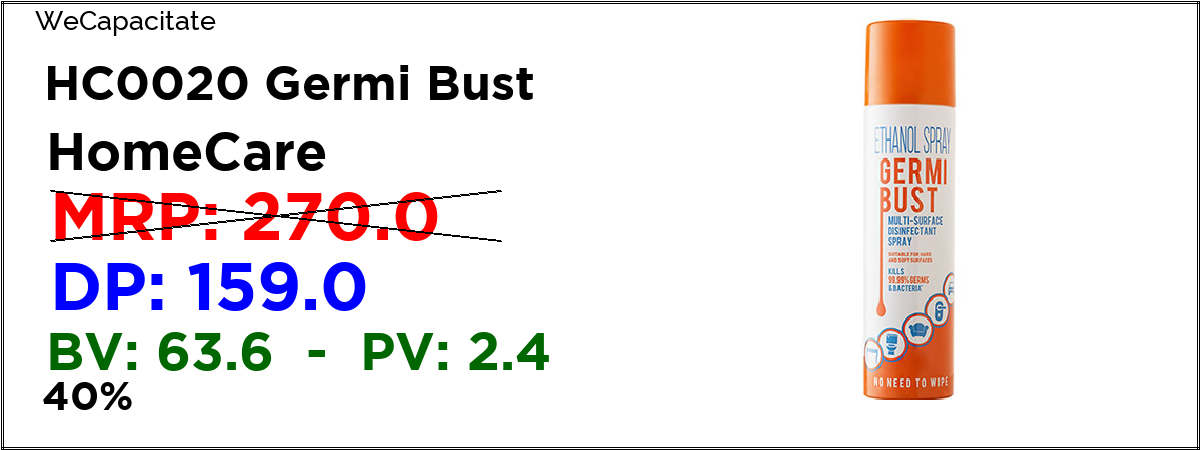 WeCapacitate
HC0020 Germi Bust
HomeCare
MRP: 270.0
DP: 159.0
BV: 63.6 - PV: 2.4
40%
ETHANOL SPRAY
GERMI
BUST
MULTI-SURFACE
DISINFECTANT
SPRAY
SUITABLE FOR HARD
AND SOFT SURFACES
KILLS
99.99% GERMS
& BACTERIA*
NO NEED TO WIPE